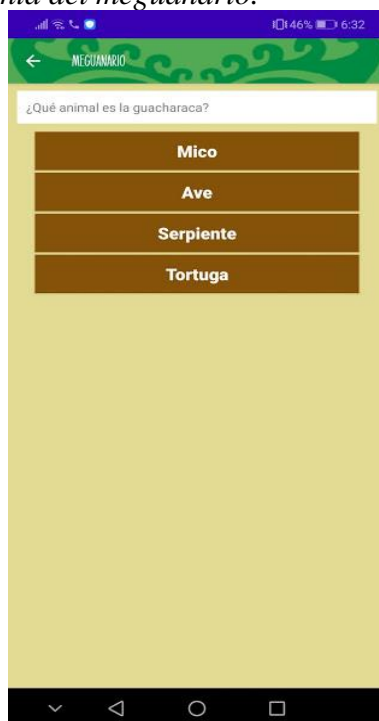 del meguanario.
46% 6:32
MEGUANARIO
¿Qué animal es la guacharaca?
Mico
Ave
Serpiente
Tortuga